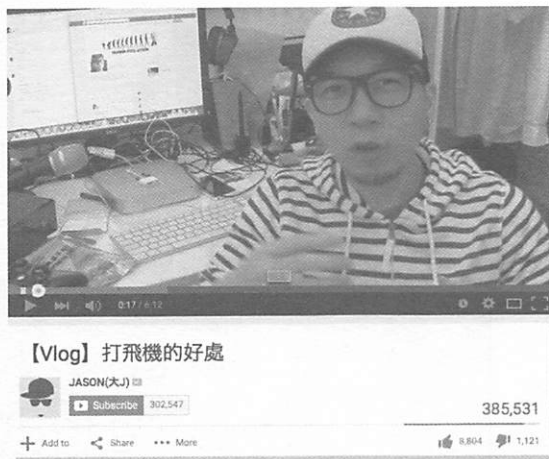 0:17 / 6:12
【Vlog】打飛機的好處
JASON(大J)
Subscribe 302,547
385,531
Add to Share More 8,804 1,121